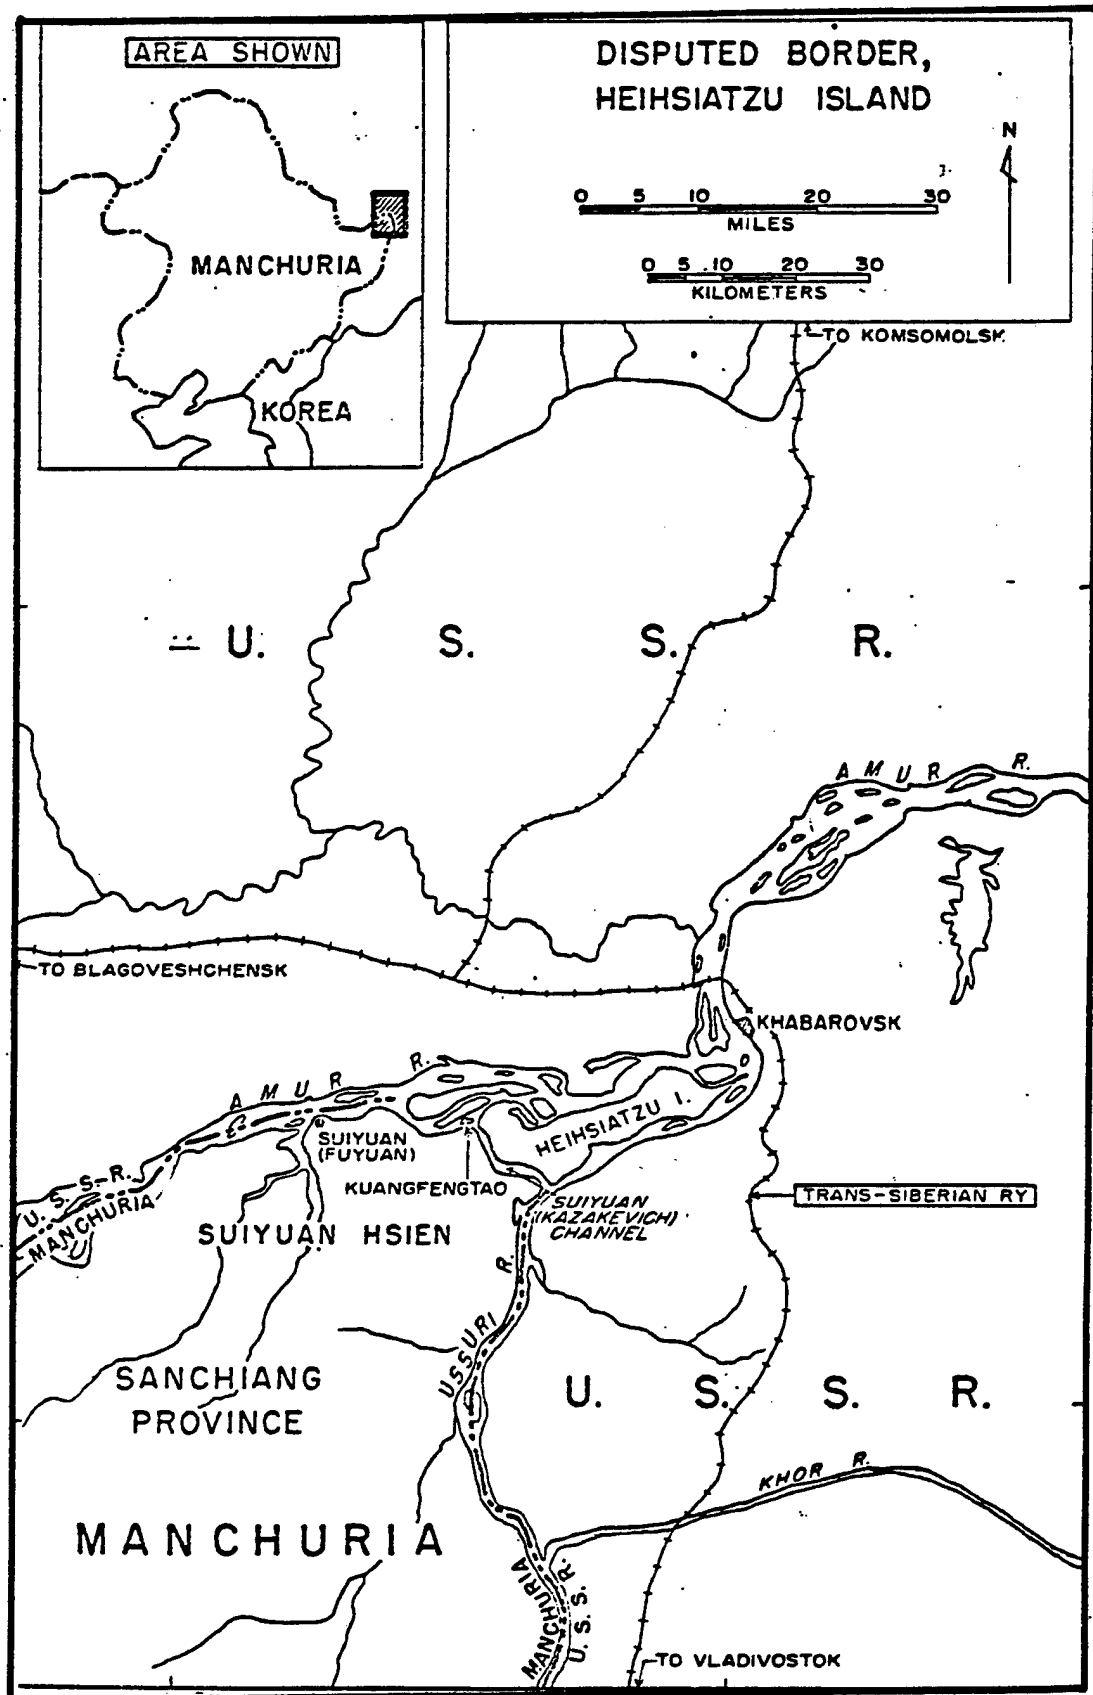 AREA SHOWN
MANCHURIA
KOREA
DISPUTED BORDER,
HEIHSIATZU ISLAND
N
0 5 10 20 30
MILES
0 5 10 20 30
KILOMETERS
TO KOMSOMOLSK
U. S. S. R.
AMUR R.
TO BLAGOVESHCHENSK
KHABAROVSK
AMUR R.
HEIHSIATZU I.
SUIYUAN
(FUYUAN)
KUANGFENGTAO
U. S. S. R.
MANCHURIA
SUIYUAN HSIEN
SUIYUAN
(KAZAKEVICH)
CHANNEL
TRANS-SIBERIAN RY
USSURI R.
SANCHIANG
PROVINCE
U. S. S. R.
KHOR R.
MANCHURIA
MANCHURIA
U. S. S. R.
TO VLADIVOSTOK